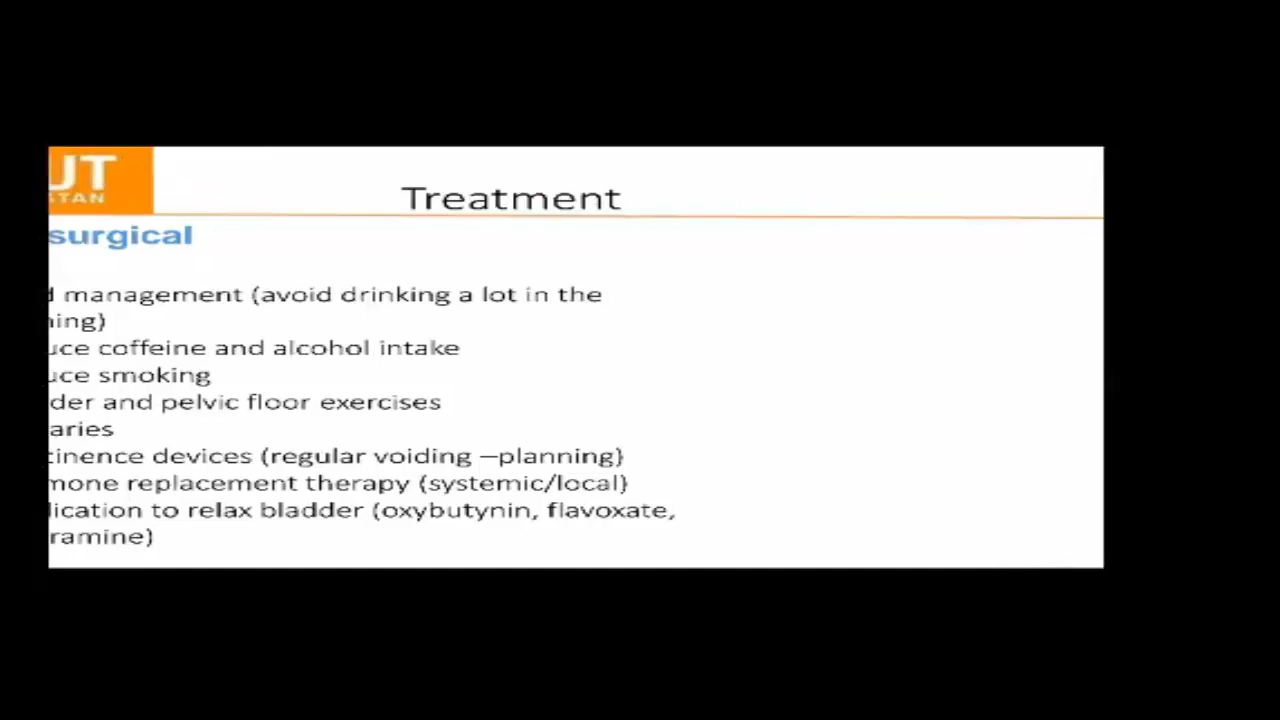 UT
STAN
Treatment
surgical
management (avoid drinking a lot in the
ning)
uce coffeine and alcohol intake
uce smoking
der and pelvic floor exercises
aries
tinence devices (regular voiding –planning)
mone replacement therapy (systemic/local)
lication to relax bladder (oxybutynin, flavoxate,
ramine)